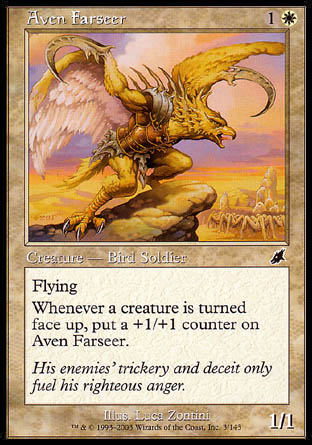 Aven Farseer 1
Creature — Bird Soldier
Flying
Whenever a creature is turned
face up, put a +1/+1 counter on
Aven Farseer.
His enemies' trickery and deceit only
fuel his righteous anger.
Illus. Luca Zontini
™ & © 1993-2003 Wizards of the Coast, Inc. 3/143
1/1